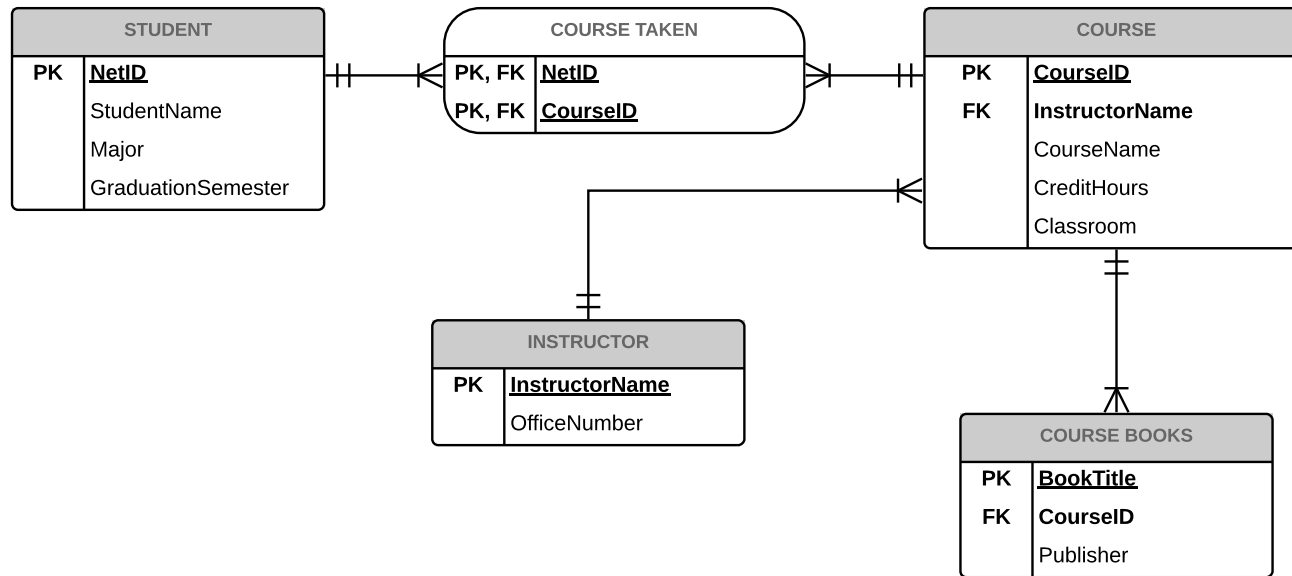 STUDENT
PK NetID
StudentName
Major
GraduationSemester
COURSE TAKEN
PK, FK NetID
PK, FK CourseID
COURSE
PK CourseID
FK InstructorName
CourseName
CreditHours
Classroom
INSTRUCTOR
PK InstructorName
OfficeNumber
COURSE BOOKS
PK BookTitle
FK CourseID
Publisher